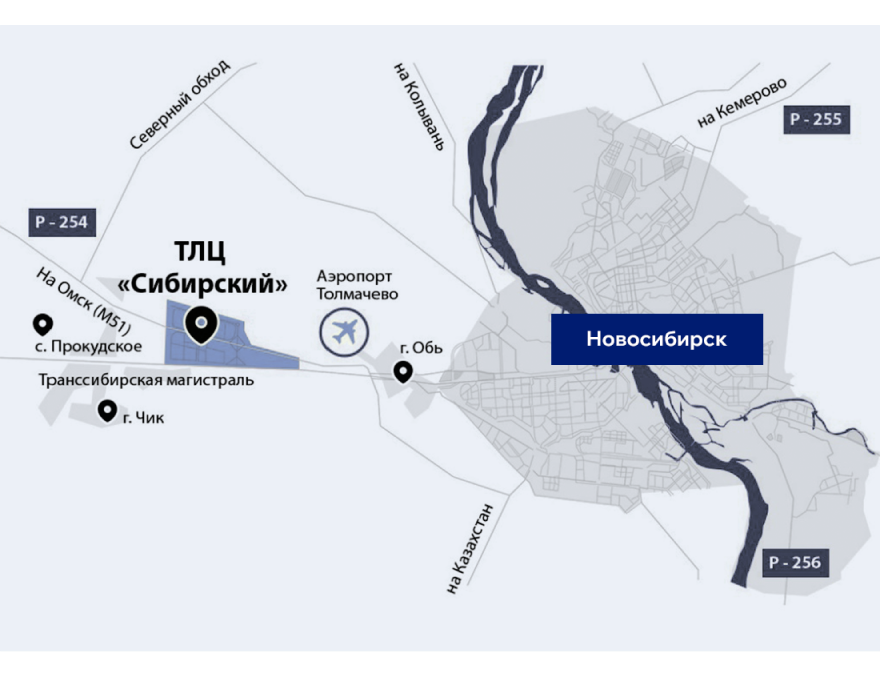 Северный обход
на Колывань
на Кемерово
Р - 255
Р - 254
ТЛЦ
«Сибирский»
На Омск (М51)
Аэропорт
Толмачево
с. Прокудское
г. Обь
Новосибирск
Транссибирская магистраль
г. Чик
на Казахстан
Р - 256